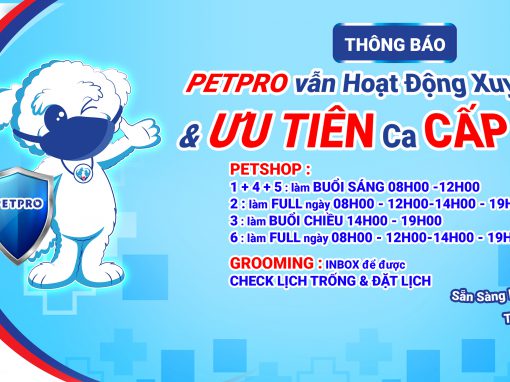 THÔNG BÁO
PETPRO vẫn Hoạt Động
& ƯU TIÊN Ca CẤP
PETSHOP :
1 + 4 + 5 : làm BUỔI SÁNG 08H00 -12H00
2 : làm FULL ngày 08H00 - 12H00-14H00 - 19H
3 : làm BUỔI CHIỀU 14H00 - 19H00
6 : làm FULL ngày 08H00 - 12H00-14H00 - 19H
GROOMING : INBOX để được
CHECK LỊCH TRỐNG & ĐẶT LỊCH
Sẵn Sàng
PETPRO